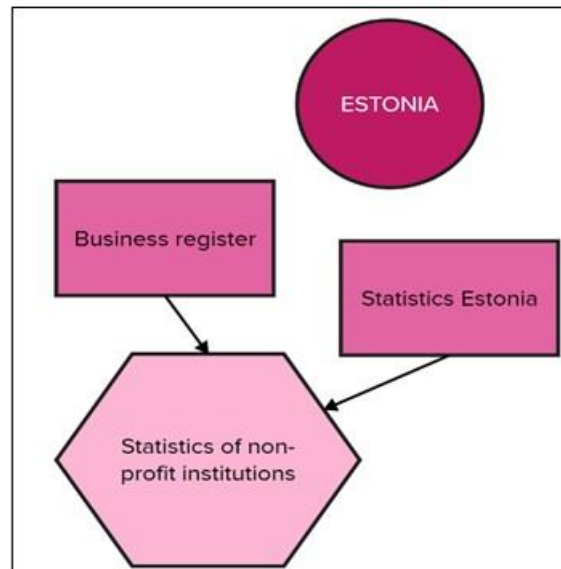 ESTONIA
Business register
Statistics Estonia
Statistics of non-
profit institutions